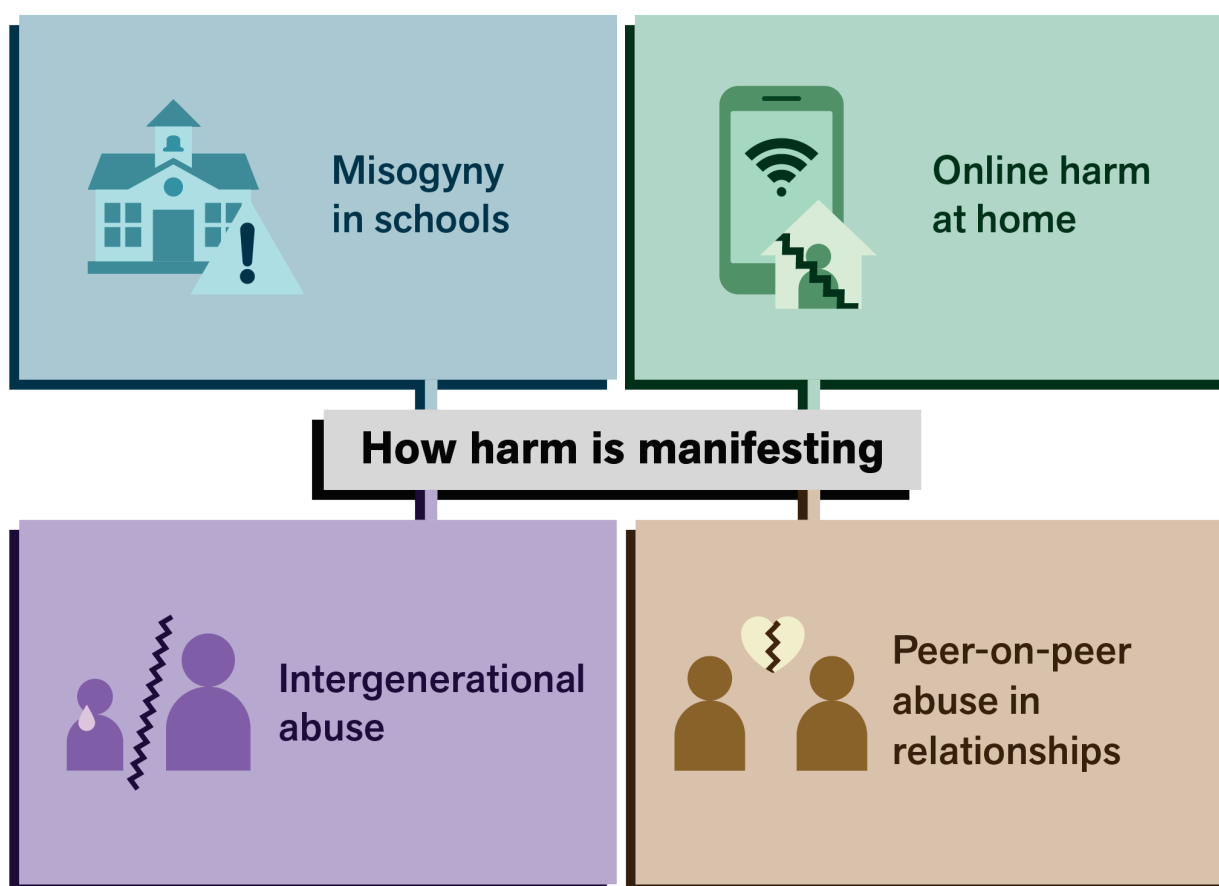 Misogyny
in schools
Online harm
at home
How harm is manifesting
Intergenerational
abuse
Peer-on-peer
abuse in
relationships